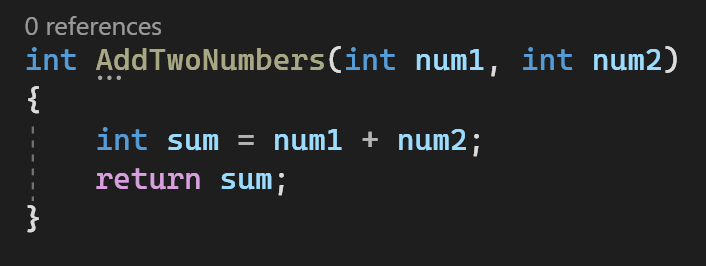 0 references
int AddTwoNumbers(int num1, int num2)
{
    int sum = num1 + num2;
    return sum;
}